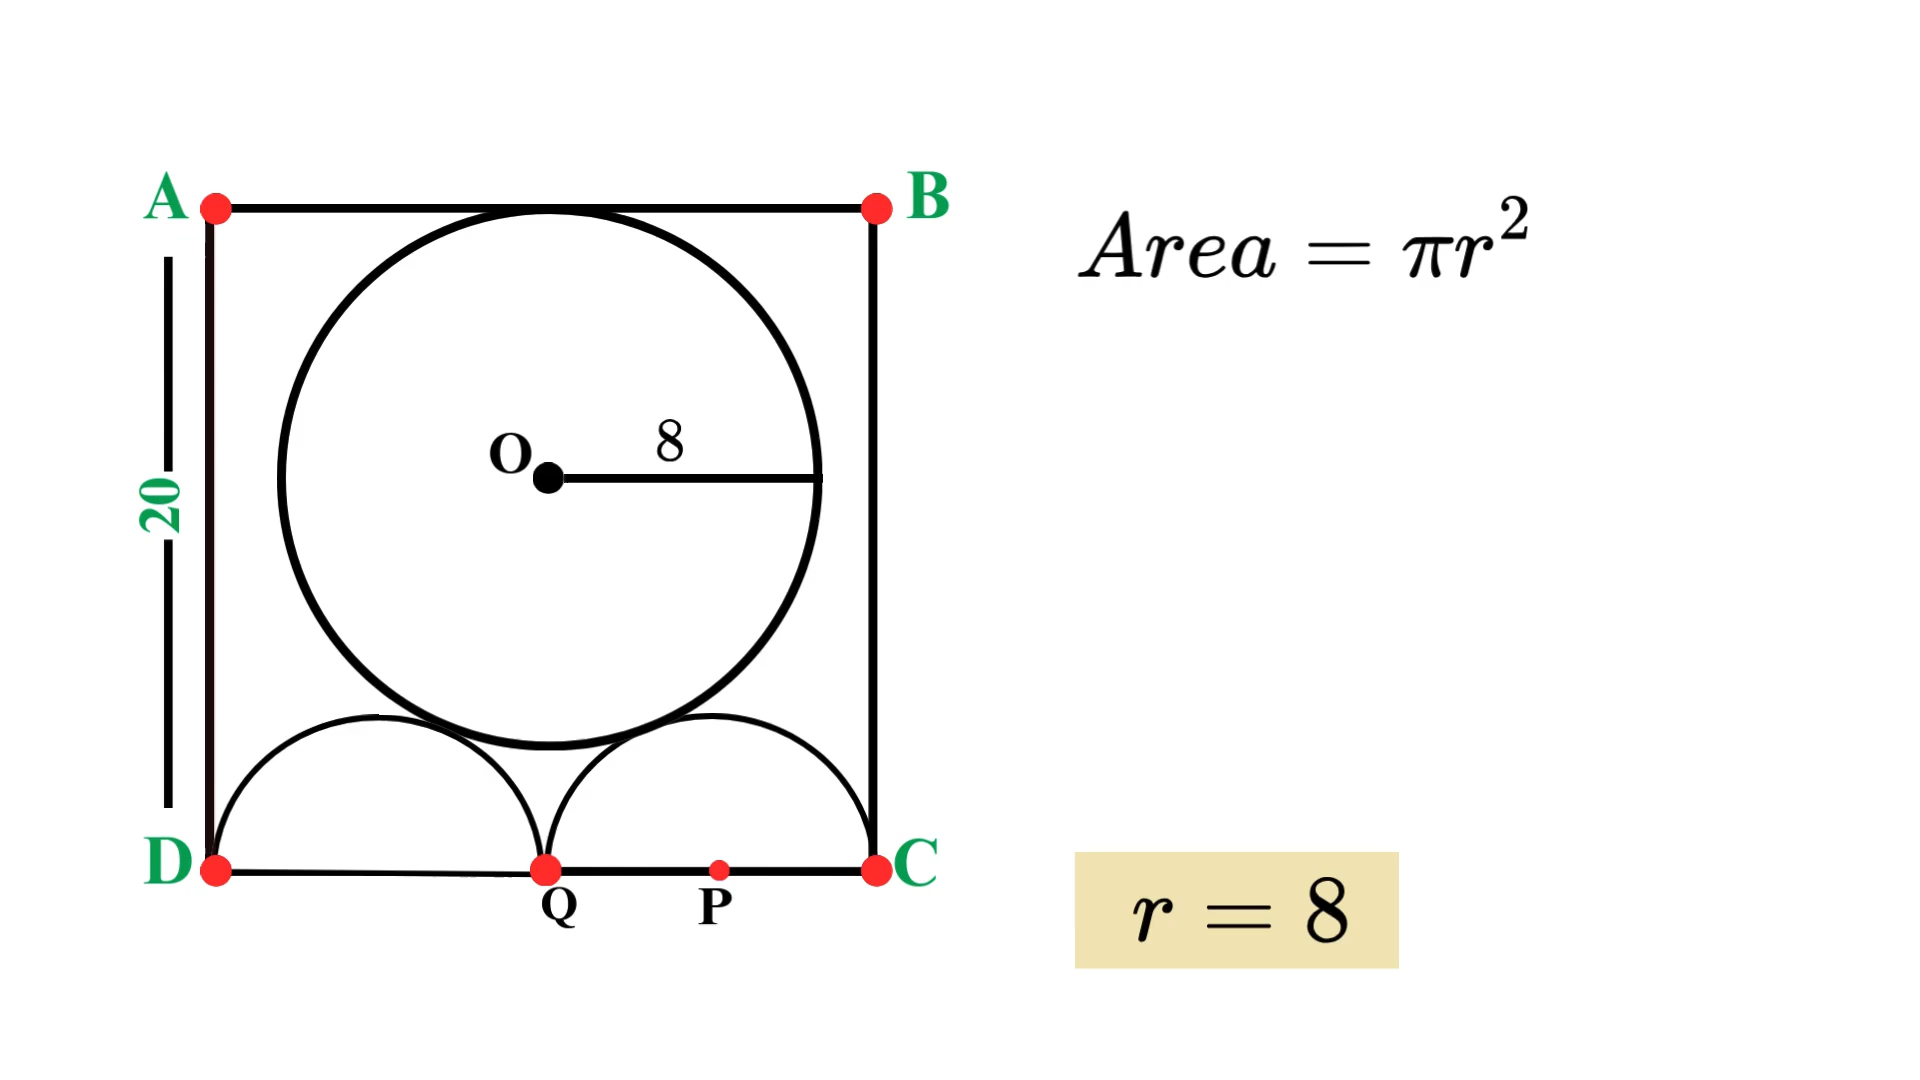 A
B
Area = πr²
8
O
20
D
C
Q
P
r = 8